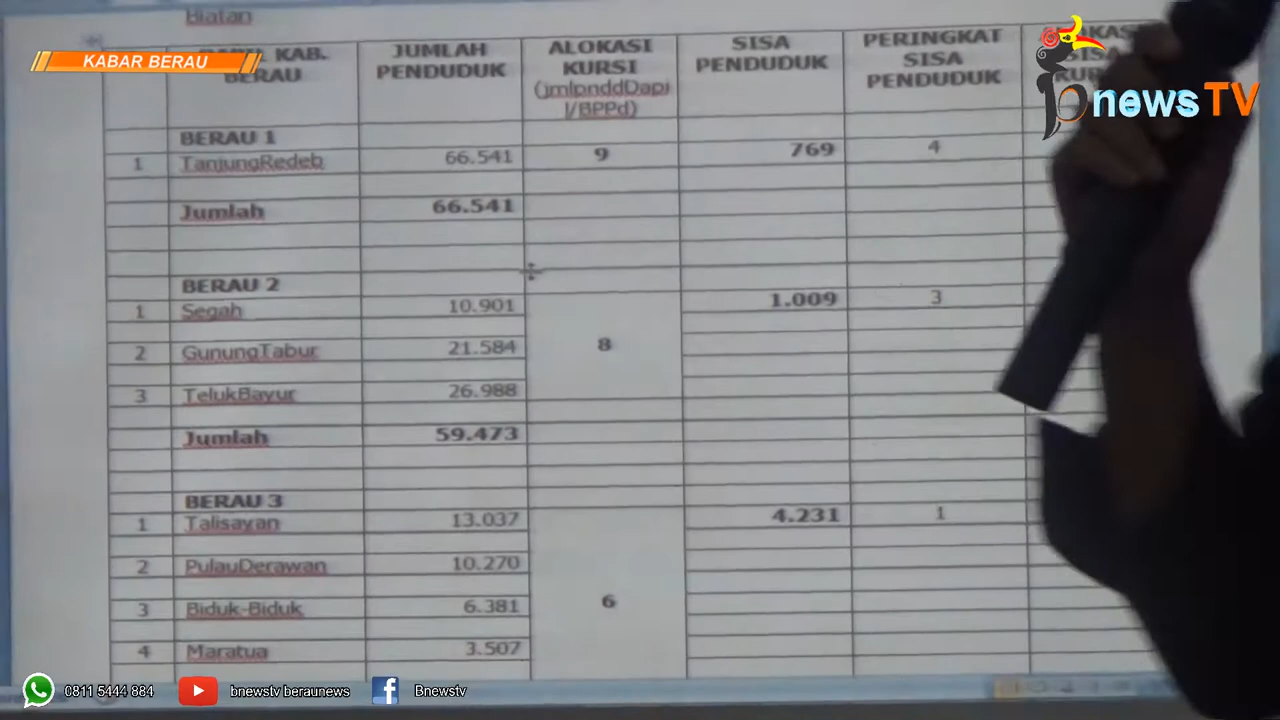 Biatan
KABAR BERAU
KAB. BERAU
JUMLAH PENDUDUK
ALOKASI KURSI (jmlpnddDapil/BPPd)
SISA PENDUDUK
PERINGKAT SISA PENDUDUK
bnewsTV
BERAU 1
1 TanjungRedeb 66.541 9 769 4
Jumlah 66.541
BERAU 2
1 Segah 10.901 1.009 3
2 GunungTabur 21.584 8
3 TelukBayur 26.988
Jumlah 59.473
BERAU 3
1 Talisayan 13.037 4.231 1
2 PulauDerawan 10.270
3 Biduk-Biduk 6.381 6
4 Maratua 3.507
0811 5444 884 bnewstv beraunews Bnewstv